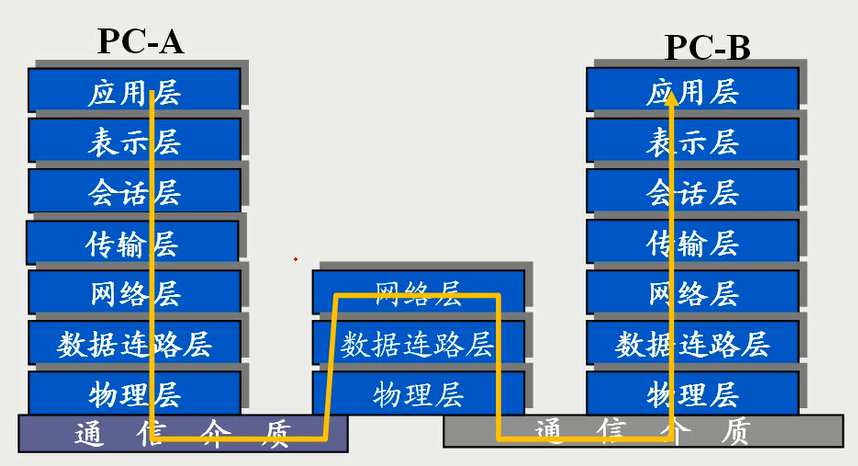 PC-A
应用层
表示层
会话层
传输层
网络层
数据连路层
物理层
通信介质
网络层
数据连路层
物理层
PC-B
应用层
表示层
会话层
传输层
网络层
数据连路层
物理层
通信介质